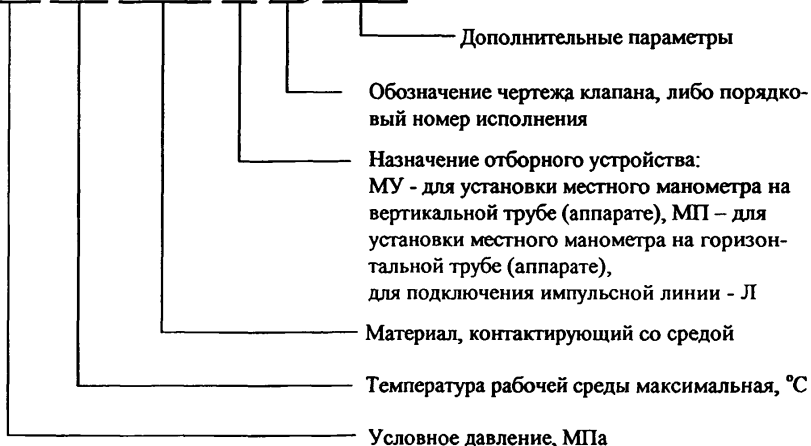 Дополнительные параметры
Обозначение чертежа клапана, либо порядко-
вый номер исполнения
Назначение отборного устройства:
МУ - для установки местного манометра на
вертикальной трубе (аппарате), МП – для
установки местного манометра на горизон-
тальной трубе (аппарате),
для подключения импульсной линии - Л
Материал, контактирующий со средой
Температура рабочей среды максимальная, °С
Условное давление, МПа